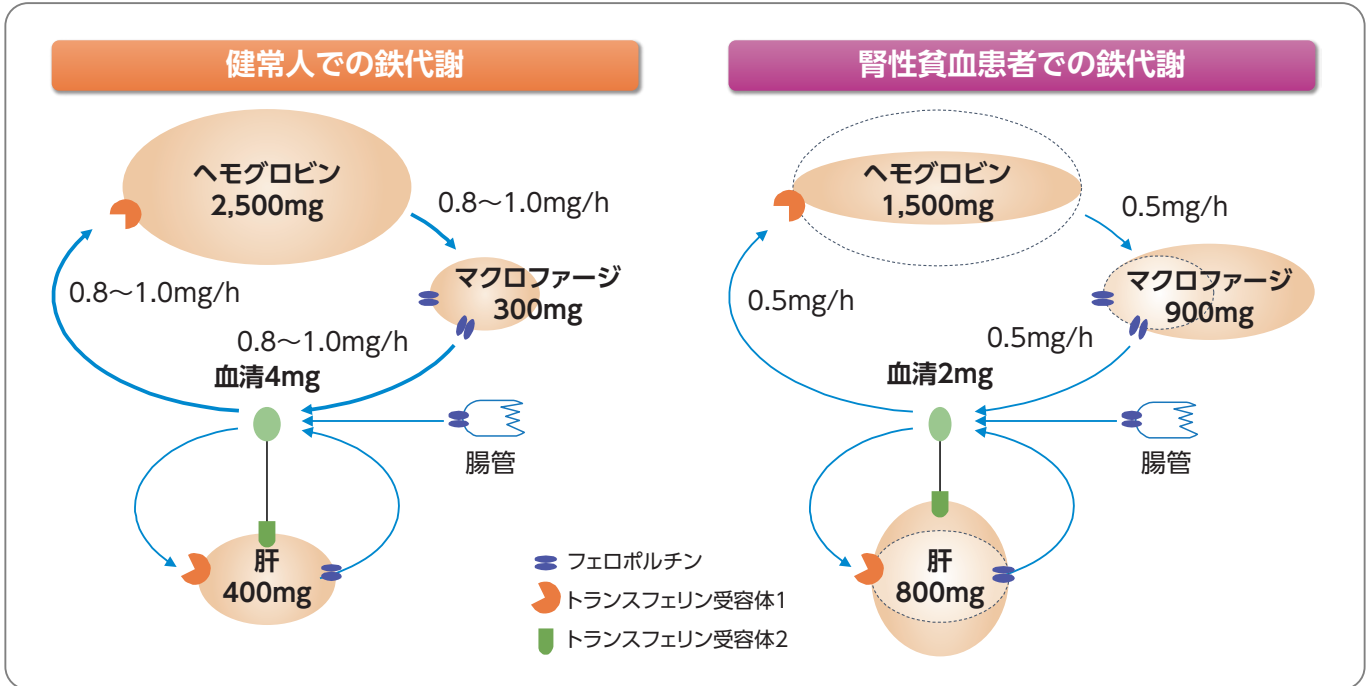 健常人での鉄代謝
ヘモグロビン
2,500mg
0.8〜1.0mg/h
マクロファージ
300mg
0.8〜1.0mg/h
0.8〜1.0mg/h
血清4mg
腸管
肝
400mg
フェロポルチン
トランスフェリン受容体1
トランスフェリン受容体2
腎性貧血患者での鉄代謝
ヘモグロビン
1,500mg
0.5mg/h
マクロファージ
900mg
0.5mg/h
0.5mg/h
血清2mg
腸管
肝
800mg